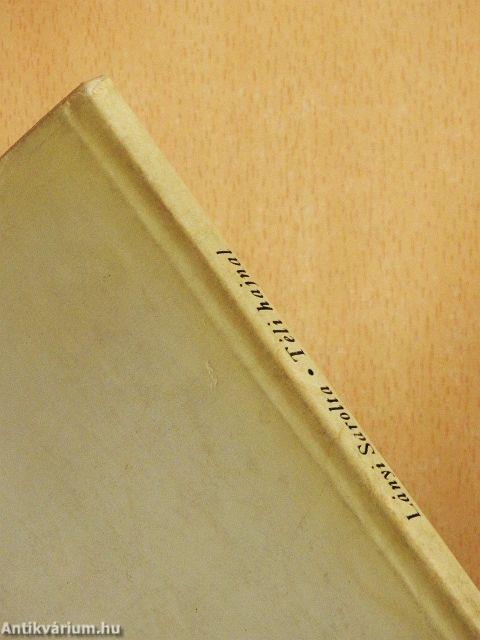 Lányi Sarolta • Téli hajnal
Antikvárium.hu